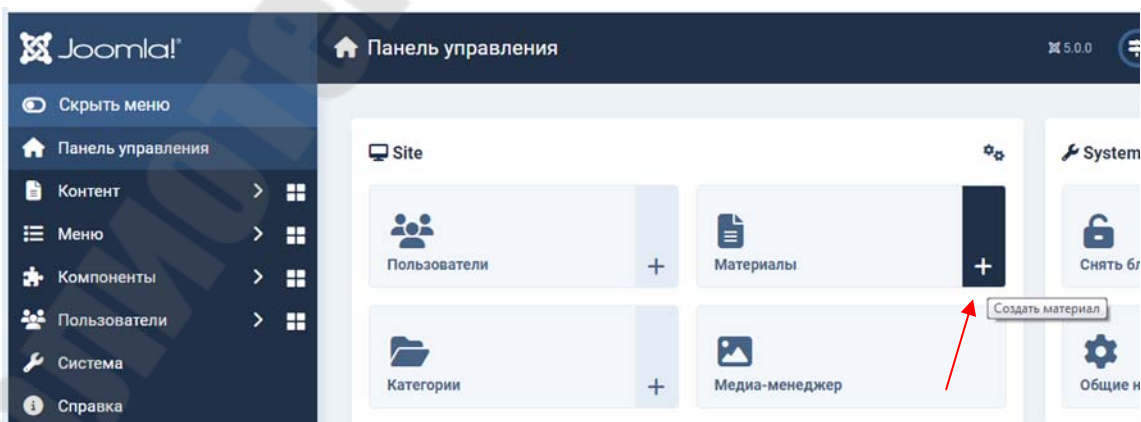 Joomla!®
Панель управления
5.0.0
Скрыть меню
Панель управления
Контент
Меню
Компоненты
Пользователи
Система
Справка
Site
System
Пользователи
Материалы
Создать материал
Снять
Категории
Медиа-менеджер
Общие